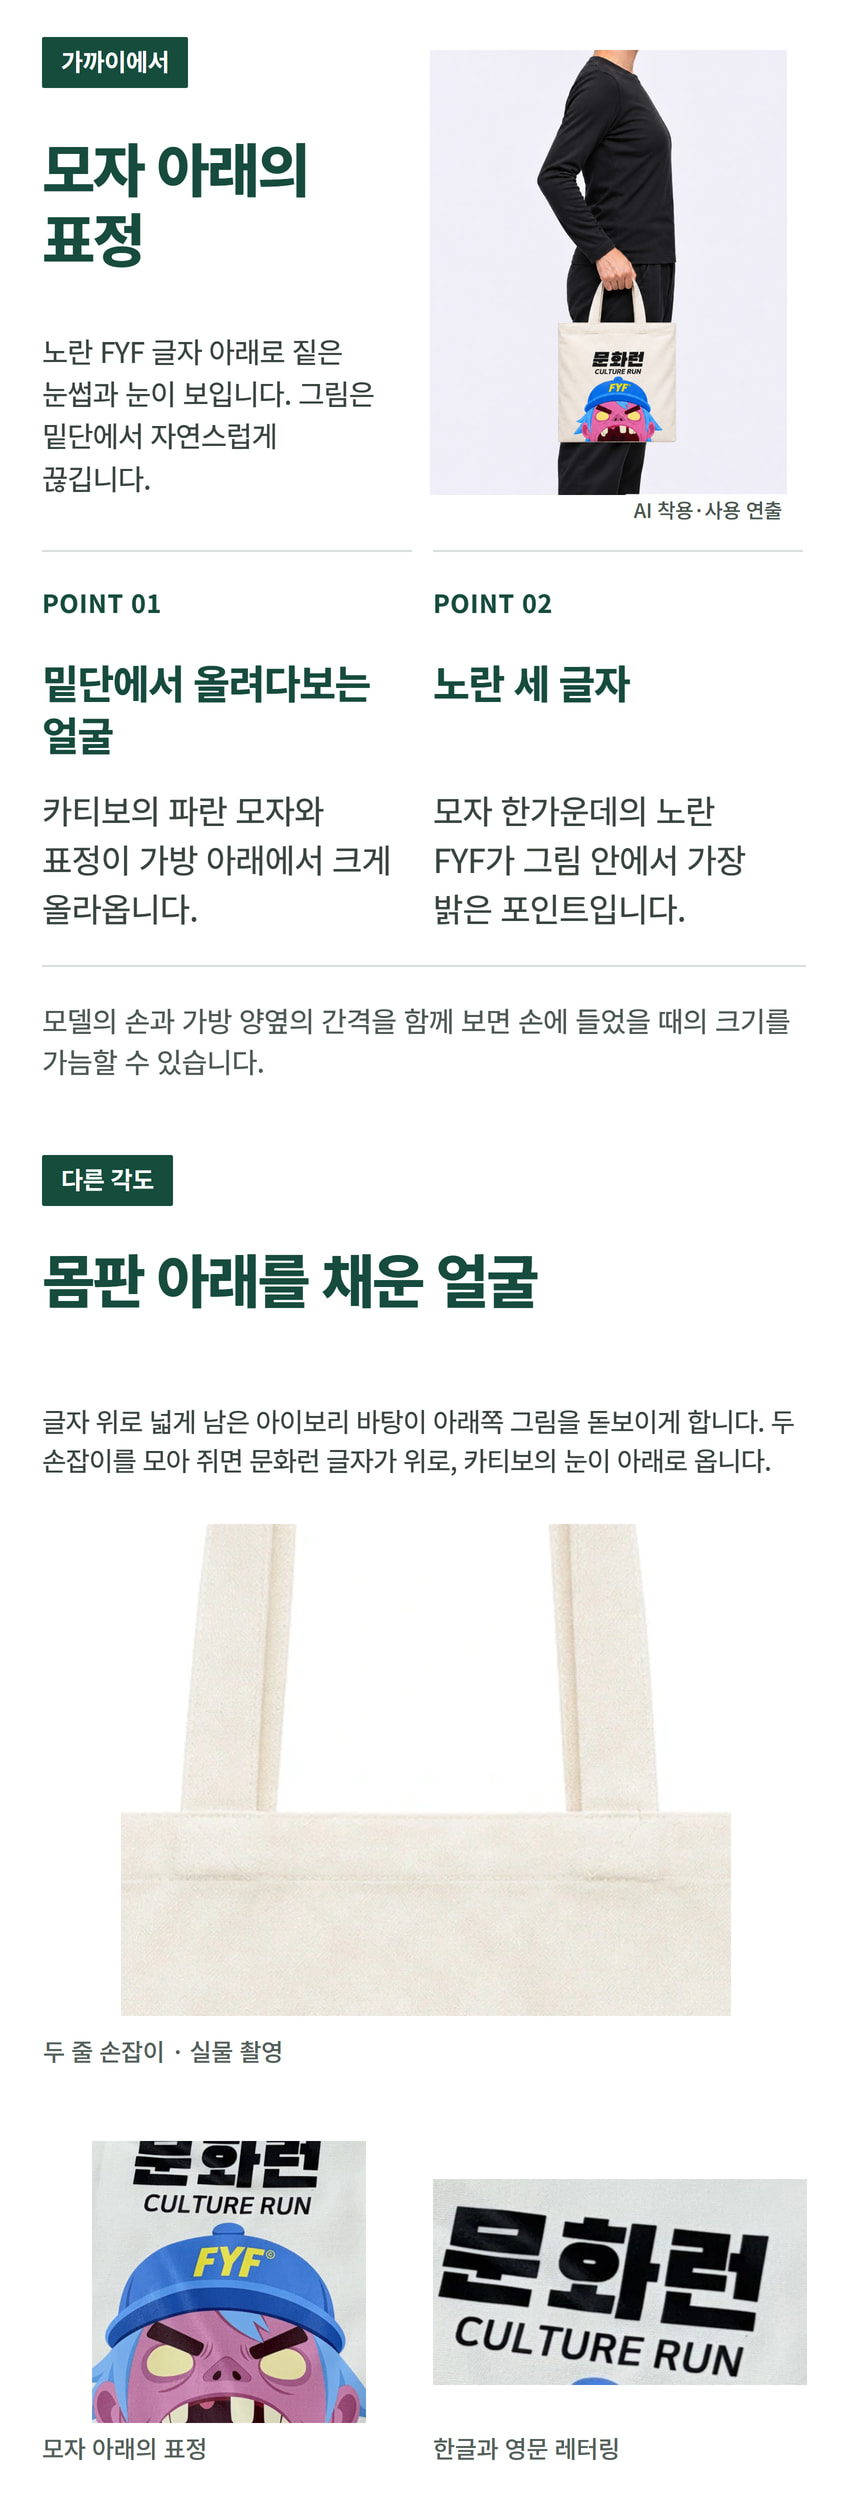 가까이에서
모자 아래의
표정
노란 FYF 글자 아래로 짙은
눈썹과 눈이 보입니다. 그림은
밑단에서 자연스럽게
끊깁니다.
문화런
CULTURE RUN
FYF
AI 착용·사용 연출
POINT 01
밑단에서 올려다보는
얼굴
카티보의 파란 모자와
표정이 가방 아래에서 크게
올라옵니다.
POINT 02
노란 세 글자
모자 한가운데의 노란
FYF가 그림 안에서 가장
밝은 포인트입니다.
모델의 손과 가방 양옆의 간격을 함께 보면 손에 들었을 때의 크기를
가늠할 수 있습니다.
다른 각도
몸판 아래를 채운 얼굴
글자 위로 넓게 남은 아이보리 바탕이 아래쪽 그림을 돋보이게 합니다. 두
손잡이를 모아 쥐면 문화런 글자가 위로, 카티보의 눈이 아래로 옵니다.
두 줄 손잡이 · 실물 촬영
문화런
CULTURE RUN
FYF©
모자 아래의 표정
문화런
CULTURE RUN
한글과 영문 레터링